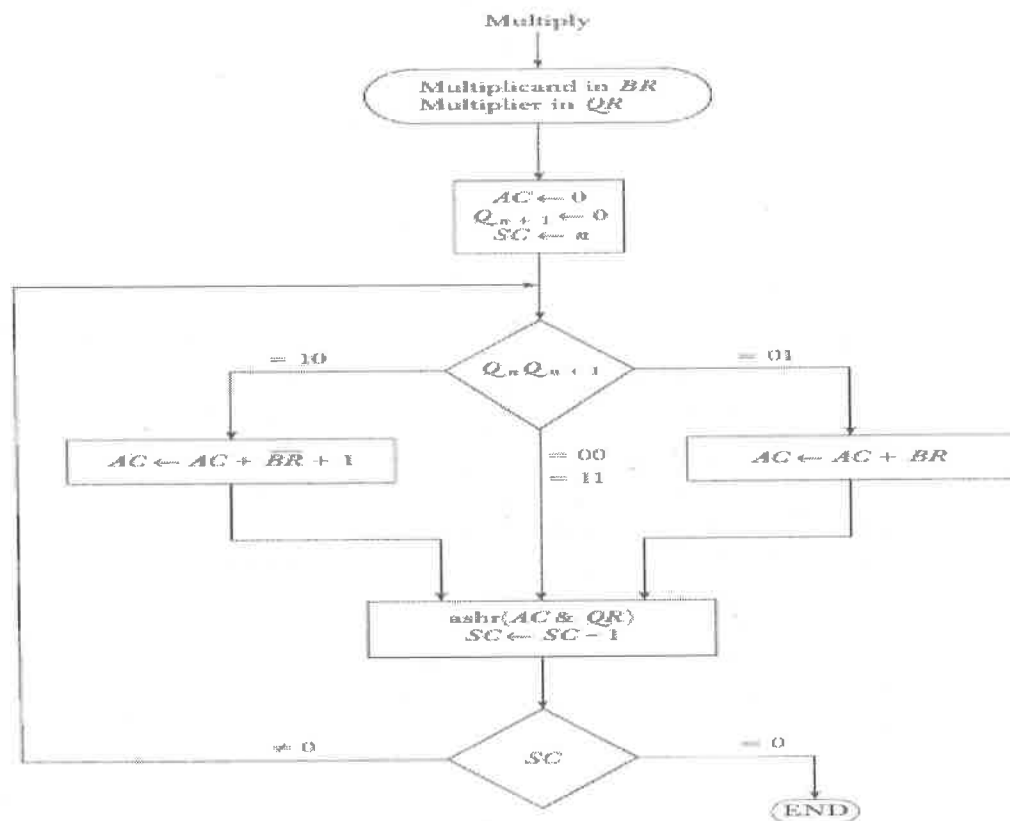 Multiply
Multiplicand in BR
Multiplier in QR
AC ← 0
Qₙ₊₁ ← 0
SC ← n
= 10
QₙQₙ₊₁
= 01
AC ← AC + B̅R̅ + 1
= 00
= 11
AC ← AC + BR
ashr(AC & QR)
SC ← SC − 1
≠ 0
SC
= 0
END